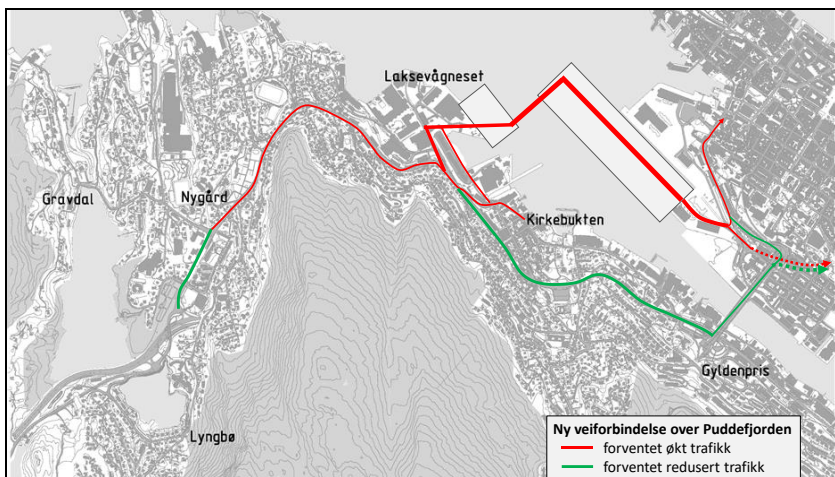 Laksevågneset
Nygård
Gravdal
Kirkebukten
Gyldenpris
Lyngbø
Ny veiforbindelse over Puddefjorden
forventet økt trafikk
forventet redusert trafikk